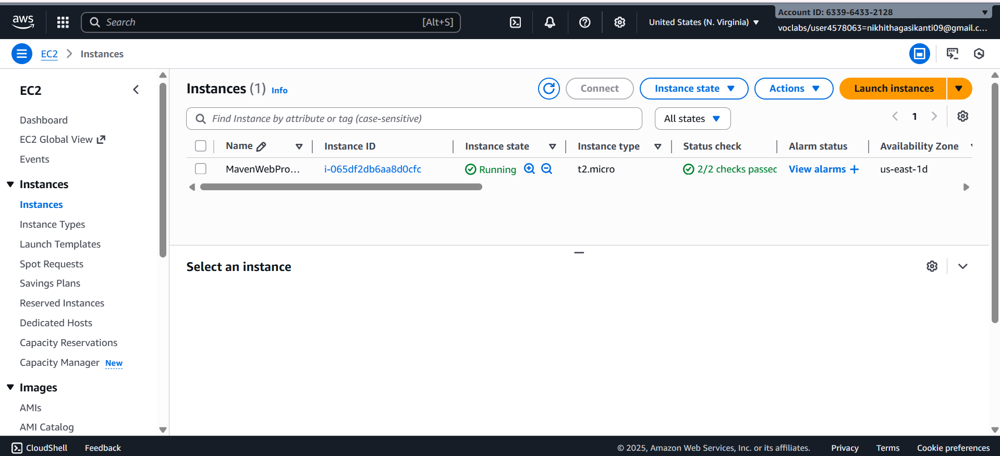 aws
Search [Alt+S]
United States (N. Virginia)
Account ID: 6339-6433-2128
voclabs/user4578063=nikhithagasikanti09@gmail.c...
EC2 Instances
EC2
Dashboard
EC2 Global View
Events
Instances
Instances
Instance Types
Launch Templates
Spot Requests
Savings Plans
Reserved Instances
Dedicated Hosts
Capacity Reservations
Capacity Manager New
Images
AMIs
AMI Catalog
Instances (1) Info
Connect
Instance state
Actions
Launch instances
Find Instance by attribute or tag (case-sensitive)
All states
1
Name Instance ID Instance state Instance type Status check Alarm status Availability Zone
MavenWebPro... i-065df2db6aa8d0cfc Running t2.micro 2/2 checks passed View alarms + us-east-1d
Select an instance
CloudShell Feedback © 2025, Amazon Web Services, Inc. or its affiliates. Privacy Terms Cookie preferences